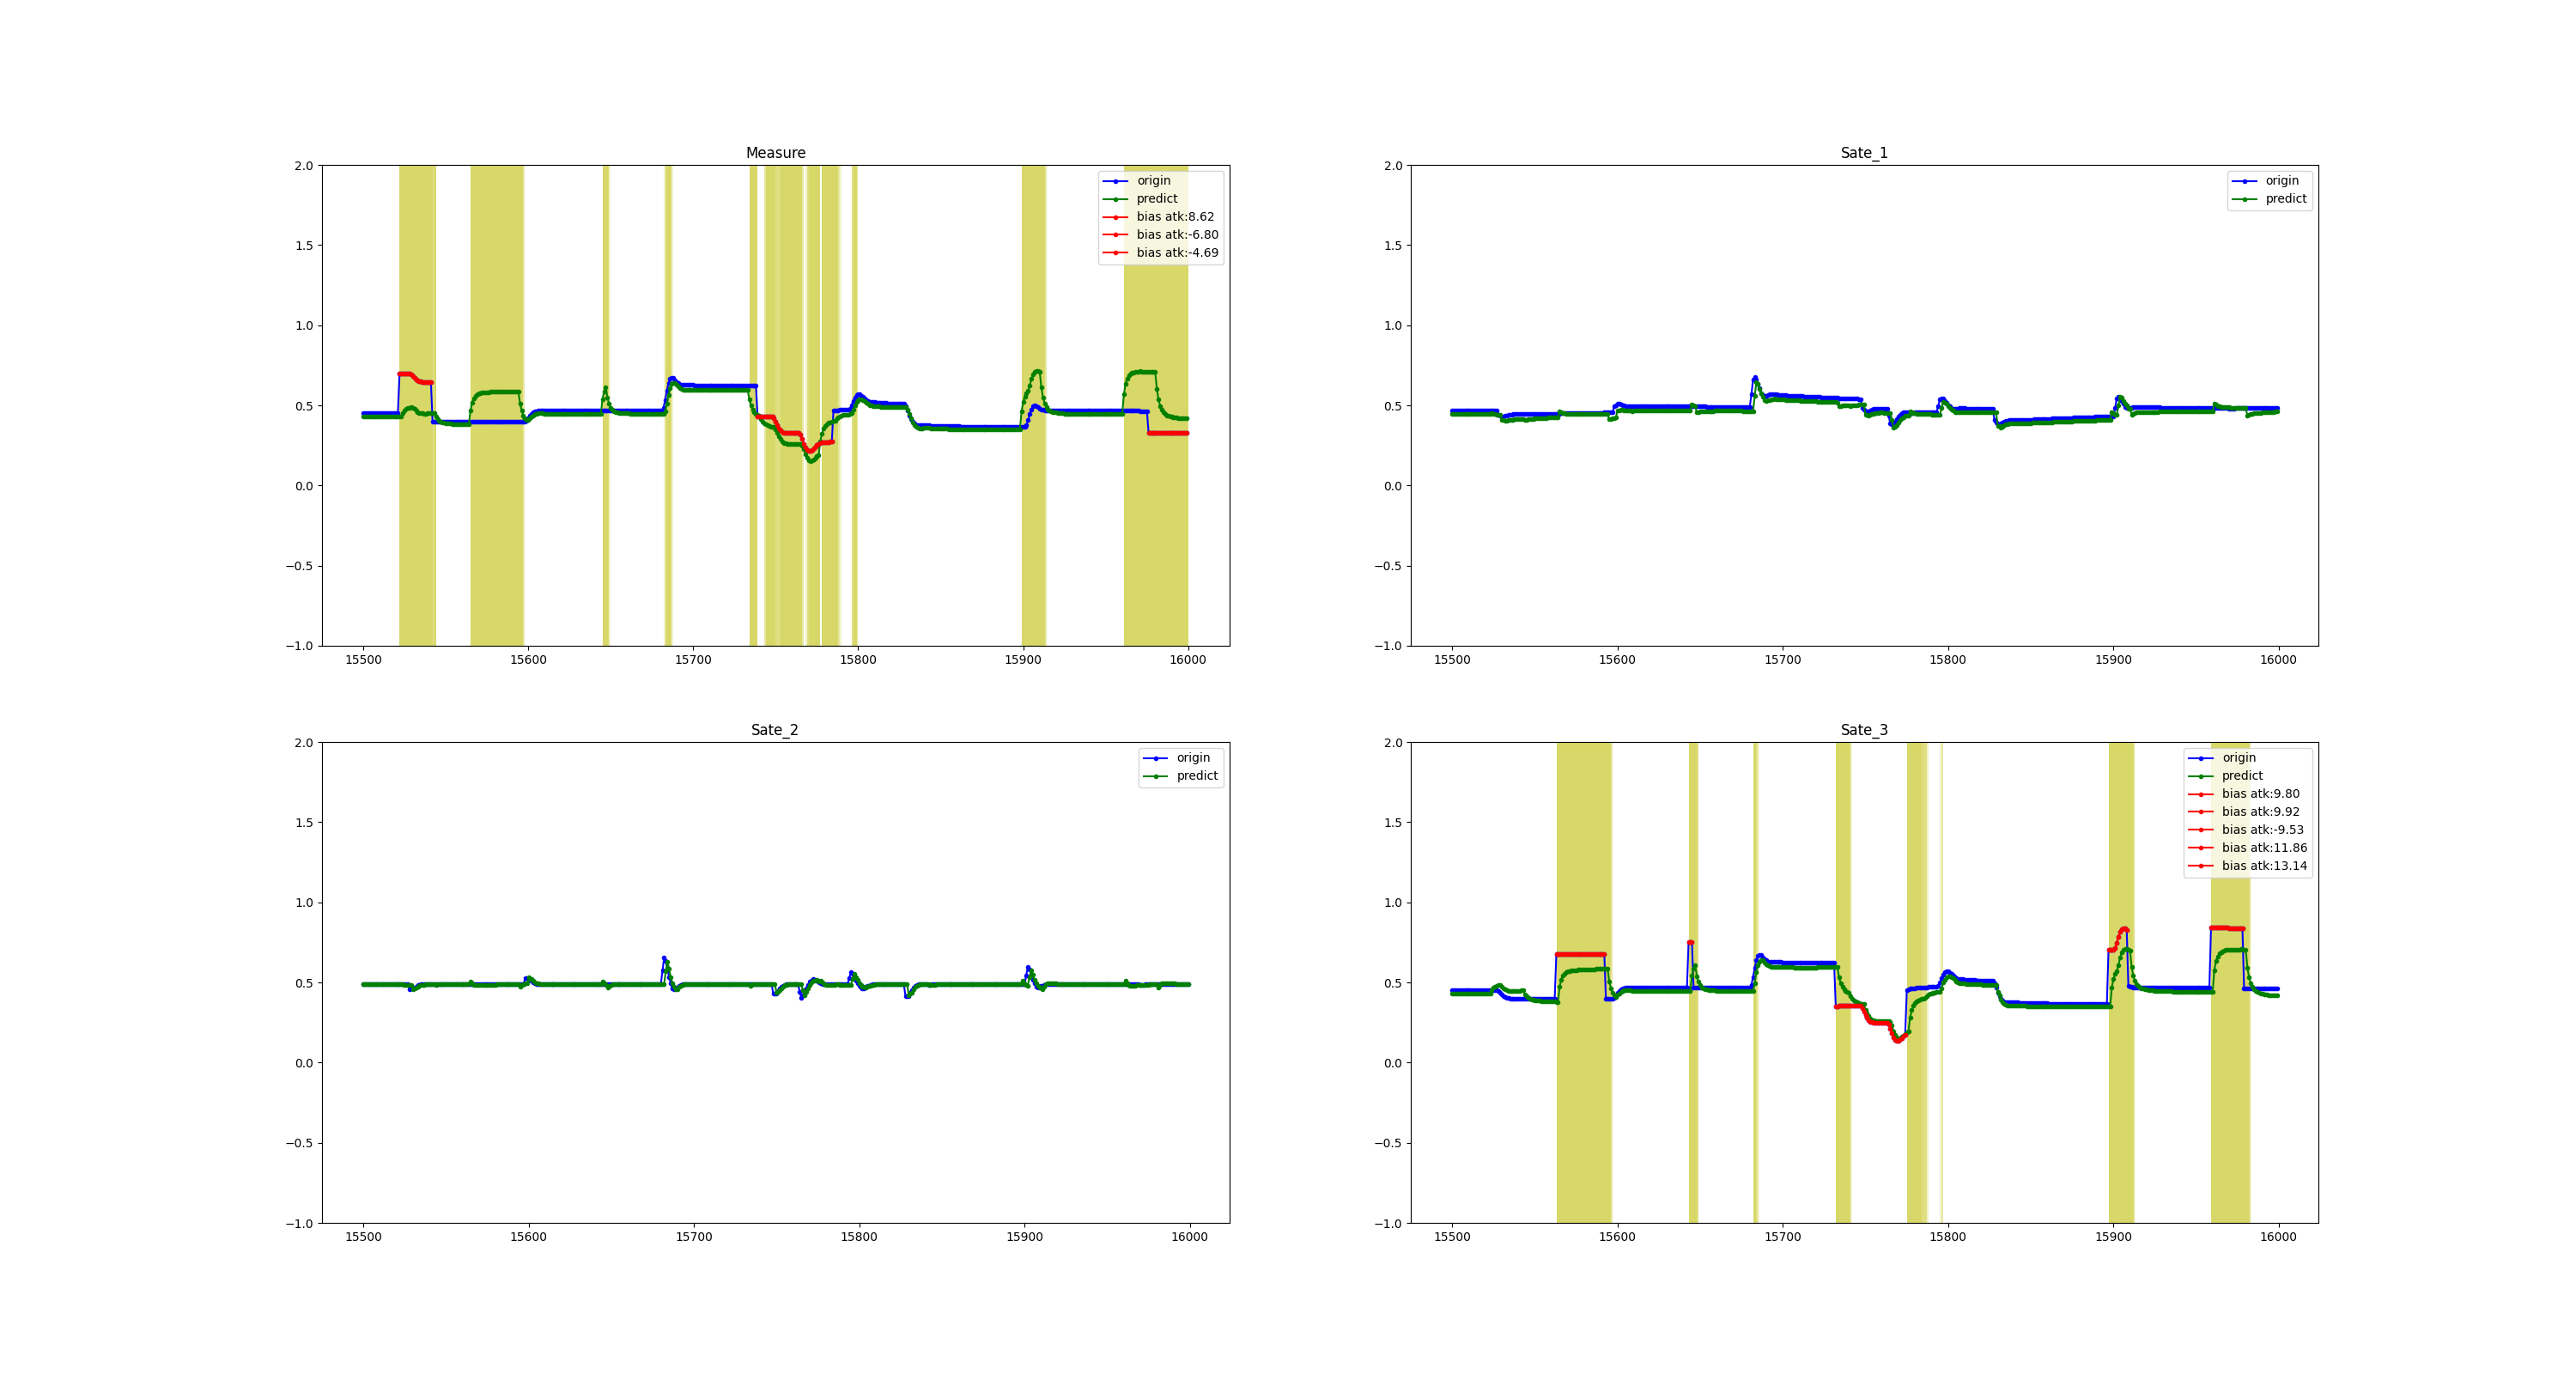 Measure
2.0
1.5
1.0
0.5
0.0
−0.5
−1.0
15500 15600 15700 15800 15900 16000
origin
predict
bias atk:8.62
bias atk:-6.80
bias atk:-4.69
Sate_1
2.0
1.5
1.0
0.5
0.0
−0.5
−1.0
15500 15600 15700 15800 15900 16000
origin
predict
Sate_2
2.0
1.5
1.0
0.5
0.0
−0.5
−1.0
15500 15600 15700 15800 15900 16000
origin
predict
Sate_3
2.0
1.5
1.0
0.5
0.0
−0.5
−1.0
15500 15600 15700 15800 15900 16000
origin
predict
bias atk:9.80
bias atk:9.92
bias atk:-9.53
bias atk:11.86
bias atk:13.14